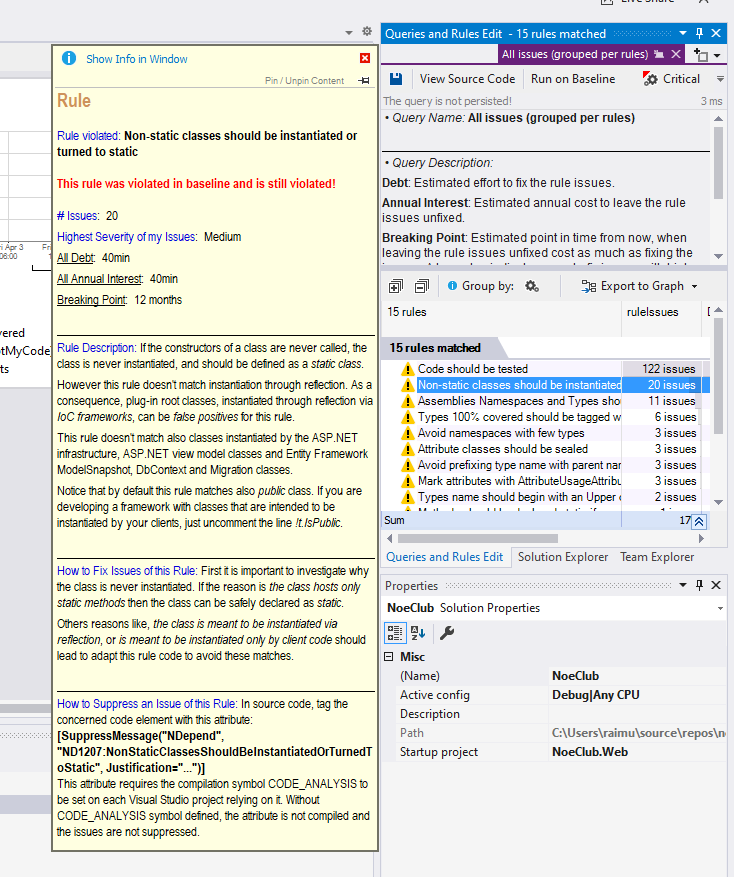 Live Share
Show Info in Window
Pin / Unpin Content
Rule
Rule violated: Non-static classes should be instantiated or
turned to static
This rule was violated in baseline and is still violated!
# Issues: 20
Highest Severity of my Issues: Medium
All Debt: 40min
All Annual Interest: 40min
Breaking Point: 12 months
Rule Description: If the constructors of a class are never called, the
class is never instantiated, and should be defined as a static class.
However this rule doesn't match instantiation through reflection. As a
consequence, plug-in root classes, instantiated through reflection via
IoC frameworks, can be false positives for this rule.
This rule doesn't match also classes instantiated by the ASP.NET
infrastructure, ASP.NET view model classes and Entity Framework
ModelSnapshot, DbContext and Migration classes.
Notice that by default this rule matches also public class. If you are
developing a framework with classes that are intended to be
instantiated by your clients, just uncomment the line !t.IsPublic.
How to Fix Issues of this Rule: First it is important to investigate why
the class is never instantiated. If the reason is the class hosts only
static methods then the class can be safely declared as static.
Others reasons like, the class is meant to be instantiated via
reflection, or is meant to be instantiated only by client code should
lead to adapt this rule code to avoid these matches.
How to Suppress an Issue of this Rule: In source code, tag the
concerned code element with this attribute:
[SuppressMessage("NDepend",
"ND1207:NonStaticClassesShouldBeInstantiatedOrTurnedT
oStatic", Justification="...")]
This attribute requires the compilation symbol CODE_ANALYSIS to
be set on each Visual Studio project relying on it. Without
CODE_ANALYSIS symbol defined, the attribute is not compiled and
the issues are not suppressed.
ri Apr 3
06:00
Fri
1
vered
otMyCode)
ts
Queries and Rules Edit - 15 rules matched
All issues (grouped per rules)
View Source Code Run on Baseline Critical
The query is not persisted! 3 ms
• Query Name: All issues (grouped per rules)
• Query Description:
Debt: Estimated effort to fix the rule issues.
Annual Interest: Estimated annual cost to leave the rule
issues unfixed.
Breaking Point: Estimated point in time from now, when
leaving the rule issues unfixed cost as much as fixing the
Group by: Export to Graph
15 rules ruleIssues D
15 rules matched
Code should be tested 122 issues
Non-static classes should be instantiated 20 issues
Assemblies Namespaces and Types shou 11 issues
Types 100% covered should be tagged w 6 issues
Avoid namespaces with few types 3 issues
Attribute classes should be sealed 3 issues
Avoid prefixing type name with parent nar 3 issues
Mark attributes with AttributeUsageAttribu 3 issues
Types name should begin with an Upper c 2 issues
Sum 17
Queries and Rules Edit Solution Explorer Team Explorer
Properties
NoeClub Solution Properties
Misc
(Name) NoeClub
Active config Debug|Any CPU
Description
Path C:\Users\raimu\source\repos\n
Startup project NoeClub.Web